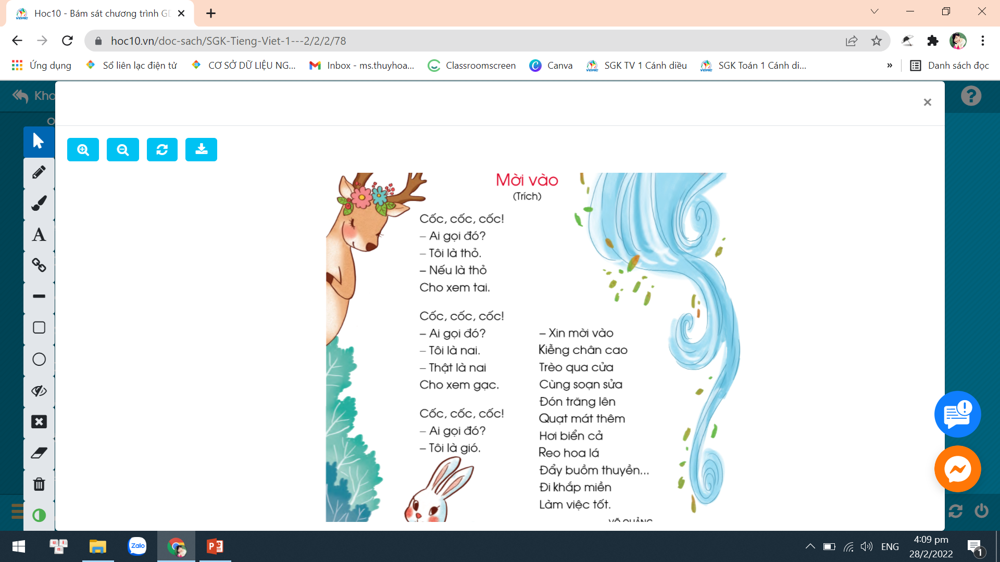 Hoc10 - Bám sát chương trình GD
hoc10.vn/doc-sach/SGK-Tieng-Viet-1---2/2/2/78
Ứng dụng
Sổ liên lạc điện tử
CƠ SỞ DỮ LIỆU NG...
Inbox - ms.thuyhoa...
Classroomscreen
Canva
SGK TV 1 Cánh diều
SGK Toán 1 Cánh di...
»
Danh sách đọc
Kho
Mời vào
(Trích)
Cốc, cốc, cốc!
– Ai gọi đó?
– Tôi là thỏ.
– Nếu là thỏ
Cho xem tai.
Cốc, cốc, cốc!
– Ai gọi đó?
– Tôi là nai.
– Thật là nai
Cho xem gạc.
Cốc, cốc, cốc!
– Ai gọi đó?
– Tôi là gió.
– Xin mời vào
Kiễng chân cao
Trèo qua cửa
Cùng soạn sửa
Đón trăng lên
Quạt mát thêm
Hơi biển cả
Reo hoa lá
Đẩy buồm thuyền...
Đi khắp miền
Làm việc tốt.
VÕ QUẢNG
Zalo
ENG
4:09 pm
28/2/2022
1